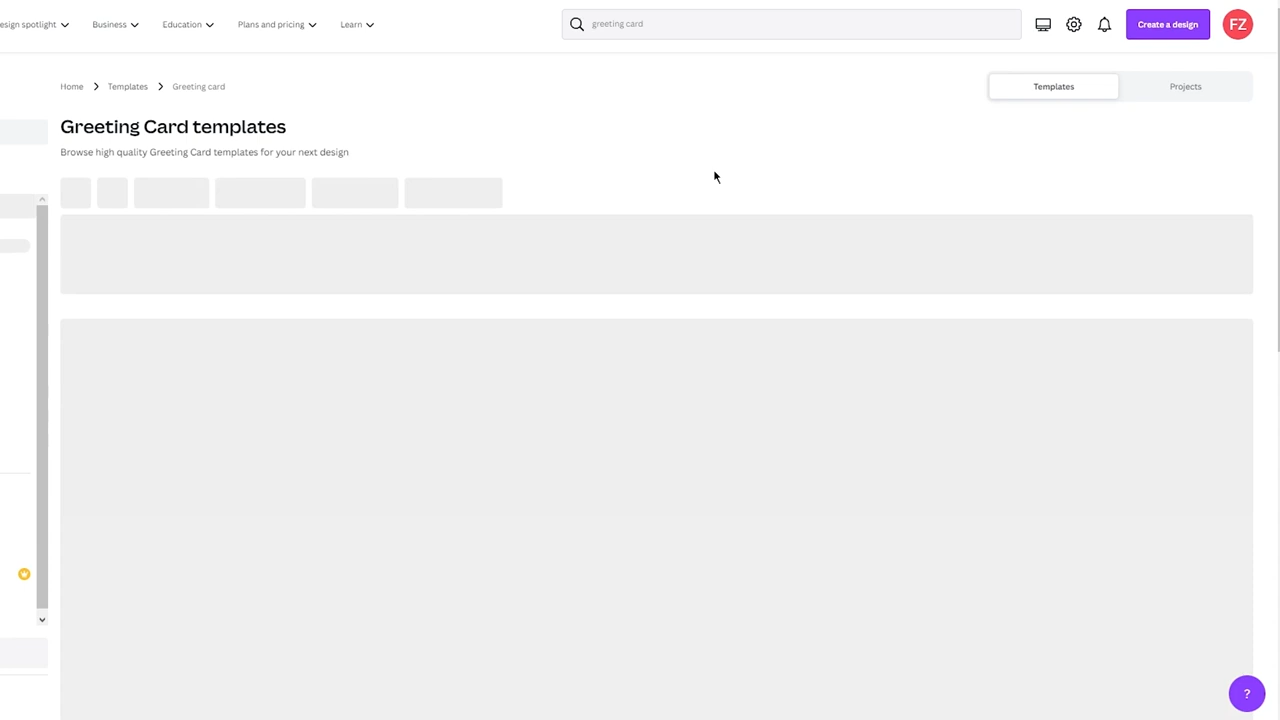 esign spotlight
Business
Education
Plans and pricing
Learn
greeting card
Create a design
FZ
Home
Templates
Greeting card
Templates
Projects
Greeting Card templates
Browse high quality Greeting Card templates for your next design
?